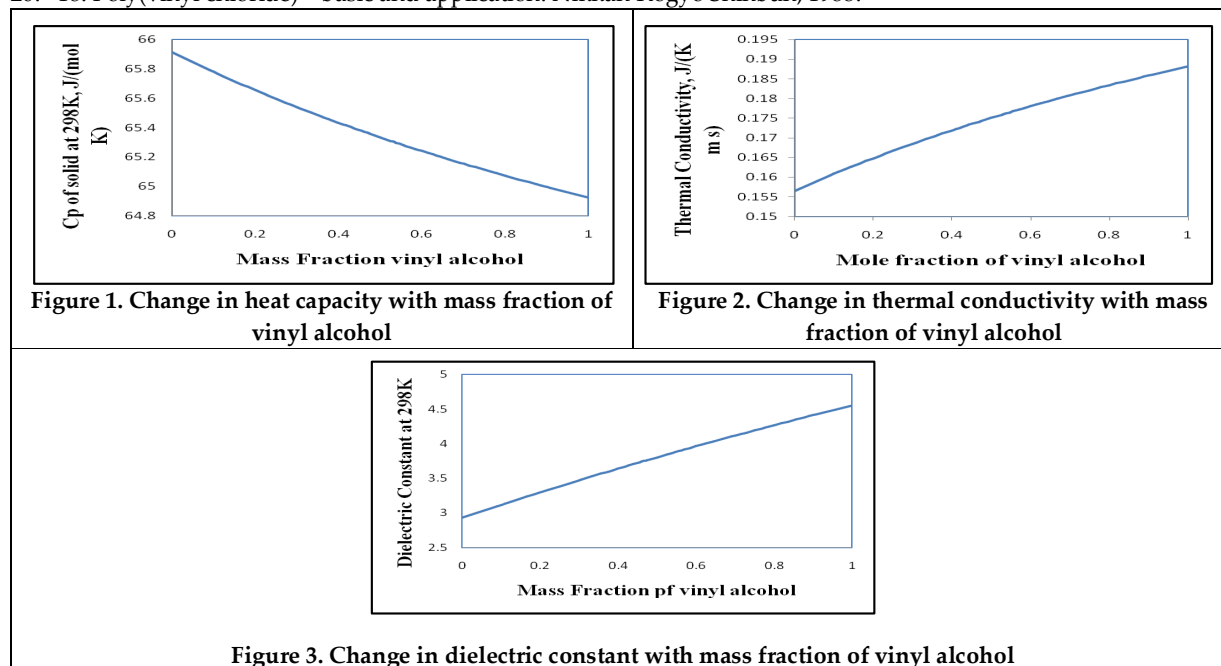 Cp of solid at 298K, J/(mol
K)
66
65.8
65.6
65.4
65.2
65
64.8
0 0.2 0.4 0.6 0.8 1
Mass Fraction vinyl alcohol
Figure 1. Change in heat capacity with mass fraction of
vinyl alcohol
Thermal Conductivity, J/(K
m s)
0.195
0.19
0.185
0.18
0.175
0.17
0.165
0.16
0.155
0.15
0 0.2 0.4 0.6 0.8 1
Mole fraction of vinyl alcohol
Figure 2. Change in thermal conductivity with mass
fraction of vinyl alcohol
Dielectric Constant at 298K
5
4.5
4
3.5
3
2.5
0 0.2 0.4 0.6 0.8 1
Mass Fraction pf vinyl alcohol
Figure 3. Change in dielectric constant with mass fraction of vinyl alcohol